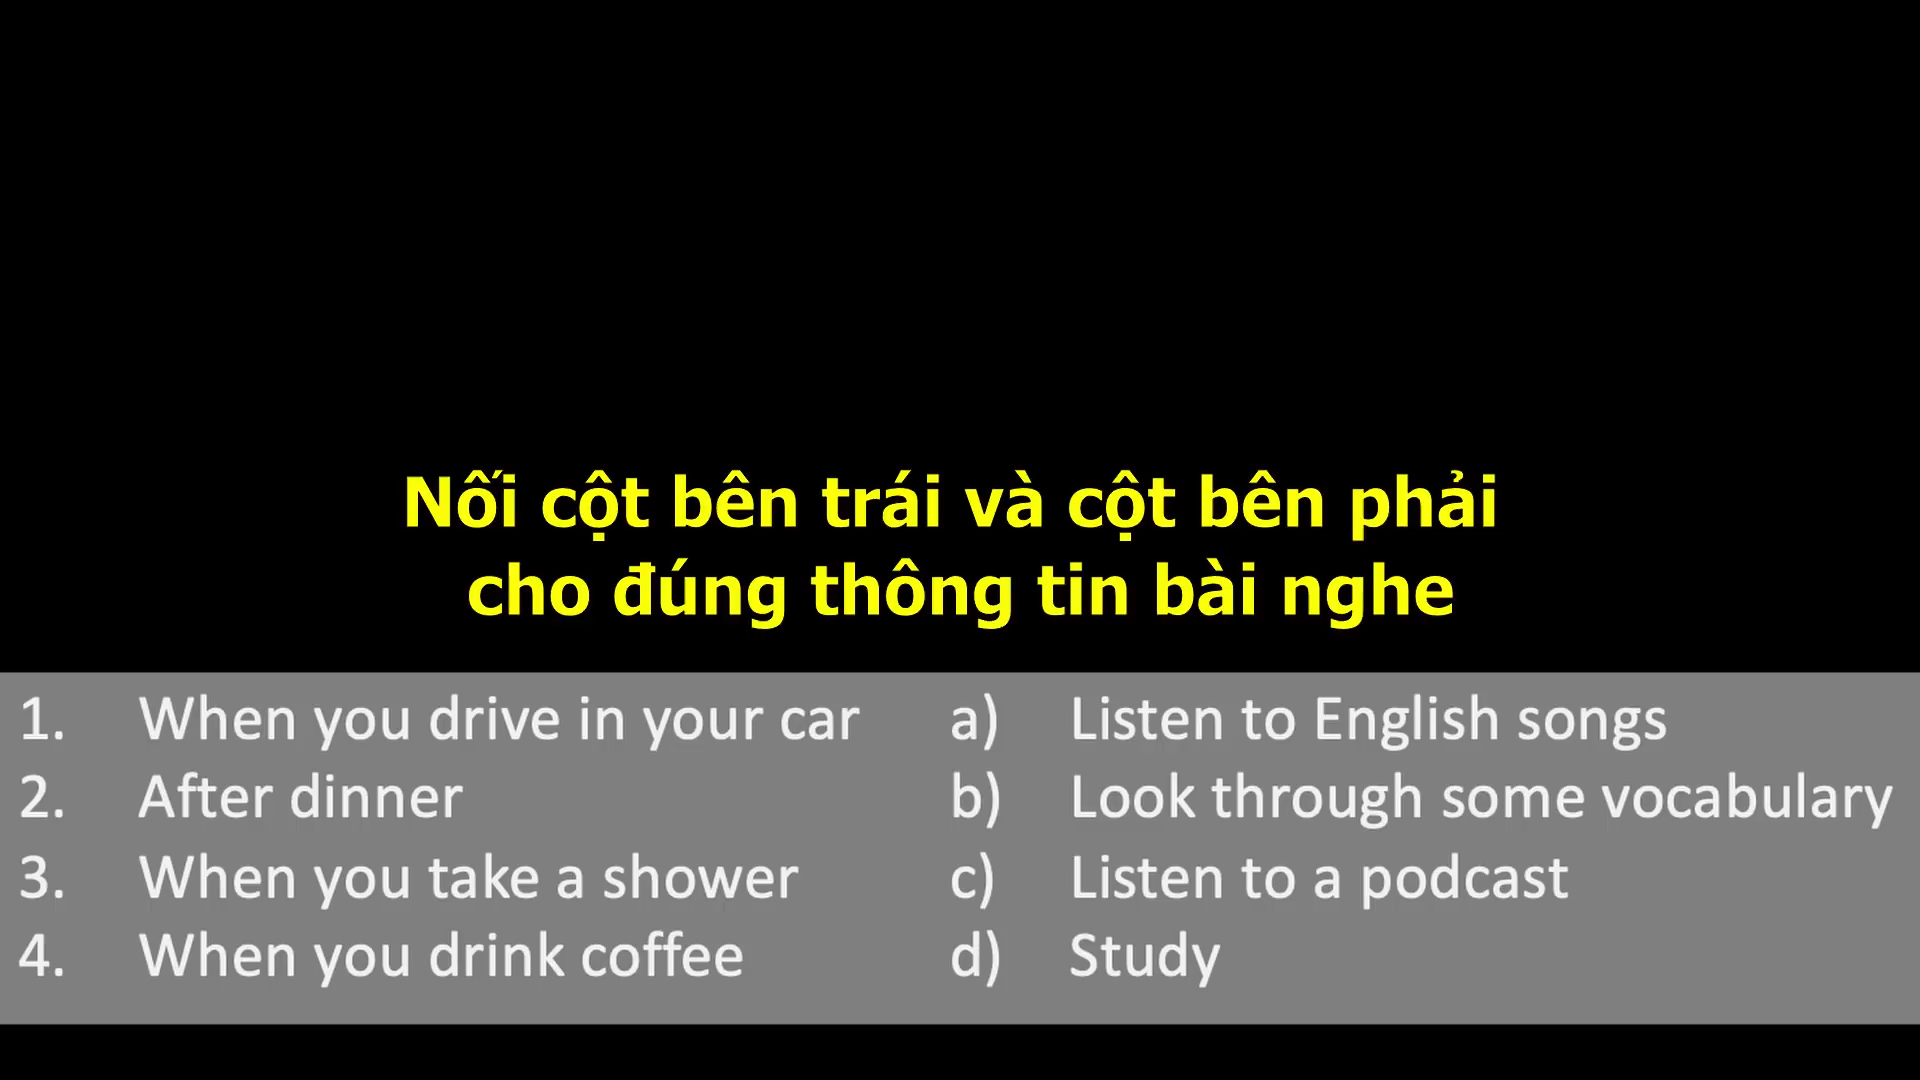 Nối cột bên trái và cột bên phải
cho đúng thông tin bài nghe
1. When you drive in your car a) Listen to English songs
2. After dinner b) Look through some vocabulary
3. When you take a shower c) Listen to a podcast
4. When you drink coffee d) Study